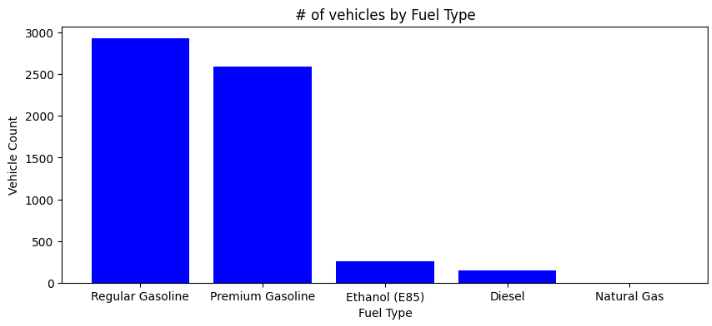 # of vehicles by Fuel Type
3000
2500
2000
1500
1000
500
0
Vehicle Count
Regular Gasoline
Premium Gasoline
Ethanol (E85)
Diesel
Natural Gas
Fuel Type